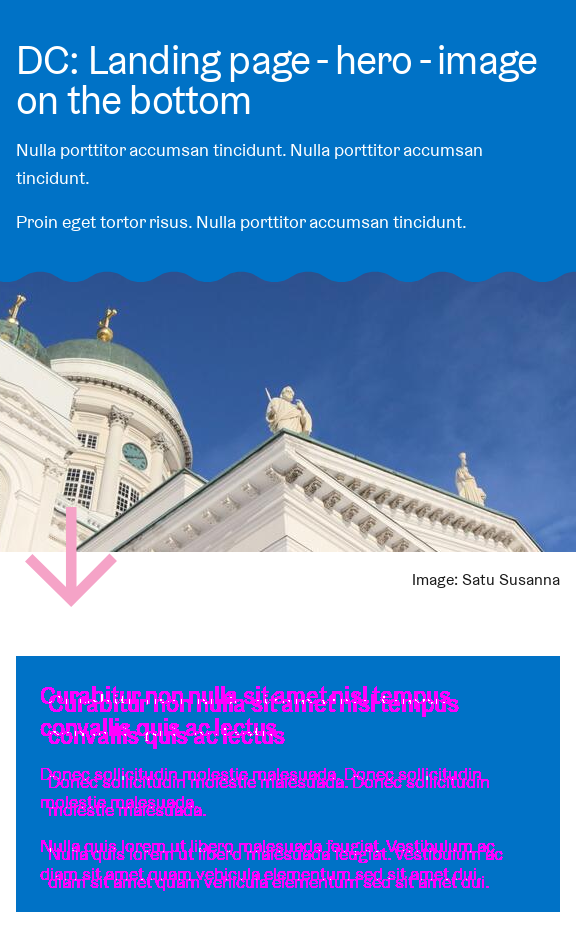 DC: Landing page - hero - image
on the bottom
Nulla porttitor accumsan tincidunt. Nulla porttitor accumsan
tincidunt.
Proin eget tortor risus. Nulla porttitor accumsan tincidunt.
Image: Satu Susanna
Curabitur non nulla sit amet nisl tempus
convallis quis ac lectus
Donec sollicitudin molestie malesuada. Donec sollicitudin
molestie malesuada.
Nulla quis lorem ut libero malesuada feugiat. Vestibulum ac
diam sit amet quam vehicula elementum sed sit amet dui.